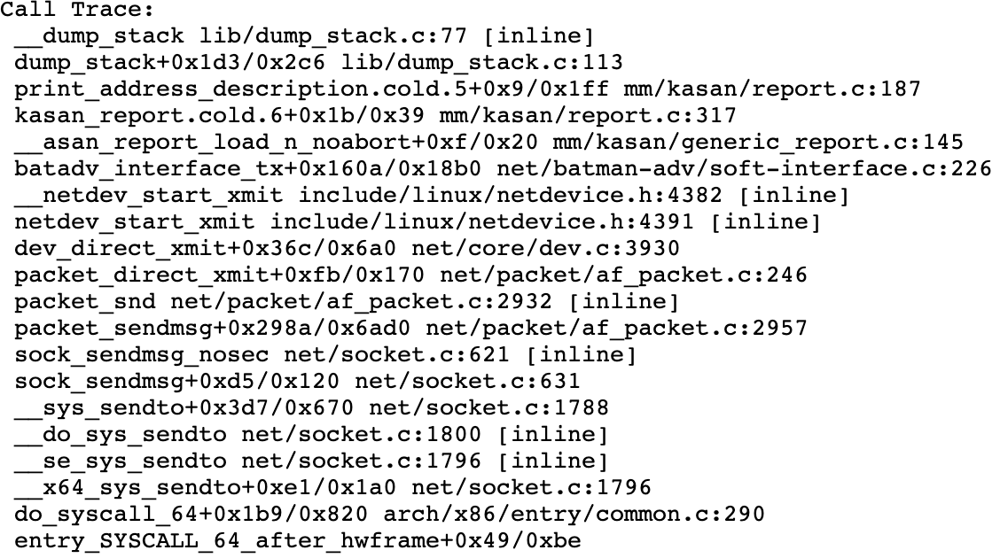 Call Trace:
__dump_stack lib/dump_stack.c:77 [inline]
dump_stack+0x1d3/0x2c6 lib/dump_stack.c:113
print_address_description.cold.5+0x9/0x1ff mm/kasan/report.c:187
kasan_report.cold.6+0x1b/0x39 mm/kasan/report.c:317
__asan_report_load_n_noabort+0xf/0x20 mm/kasan/generic_report.c:145
batadv_interface_tx+0x160a/0x18b0 net/batman-adv/soft-interface.c:226
__netdev_start_xmit include/linux/netdevice.h:4382 [inline]
netdev_start_xmit include/linux/netdevice.h:4391 [inline]
dev_direct_xmit+0x36c/0x6a0 net/core/dev.c:3930
packet_direct_xmit+0xfb/0x170 net/packet/af_packet.c:246
packet_snd net/packet/af_packet.c:2932 [inline]
packet_sendmsg+0x298a/0x6ad0 net/packet/af_packet.c:2957
sock_sendmsg_nosec net/socket.c:621 [inline]
sock_sendmsg+0xd5/0x120 net/socket.c:631
__sys_sendto+0x3d7/0x670 net/socket.c:1788
__do_sys_sendto net/socket.c:1800 [inline]
__se_sys_sendto net/socket.c:1796 [inline]
__x64_sys_sendto+0xe1/0x1a0 net/socket.c:1796
do_syscall_64+0x1b9/0x820 arch/x86/entry/common.c:290
entry_SYSCALL_64_after_hwframe+0x49/0xbe